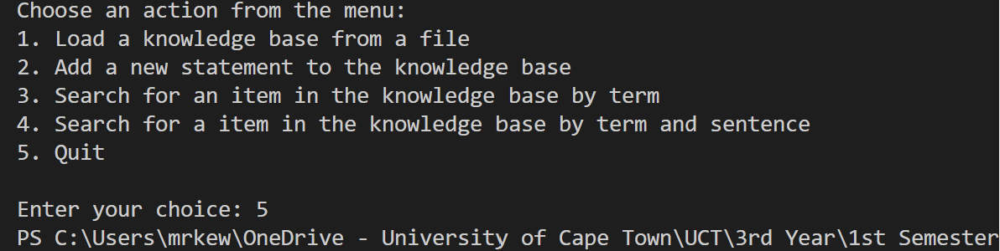 Choose an action from the menu:
1. Load a knowledge base from a file
2. Add a new statement to the knowledge base
3. Search for an item in the knowledge base by term
4. Search for a item in the knowledge base by term and sentence
5. Quit
Enter your choice: 5
PS C:\Users\mrkew\OneDrive - University of Cape Town\UCT\3rd Year\1st Semester